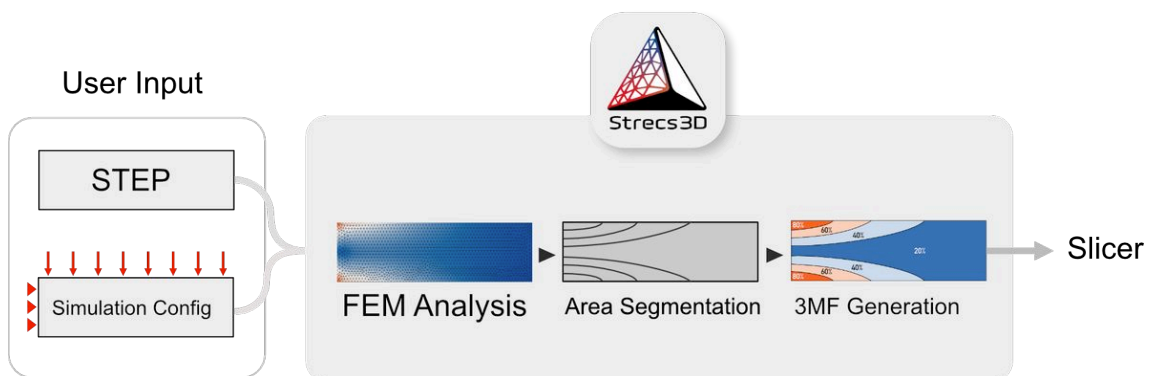 User Input
STEP
Simulation Config
Strecs3D
FEM Analysis
Area Segmentation
3MF Generation
80%
60%
40%
20%
40%
60%
80%
Slicer